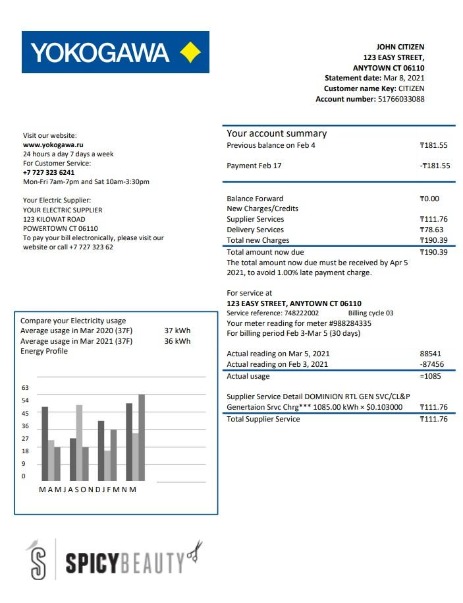 YOKOGAWA
JOHN CITIZEN
123 EASY STREET,
ANYTOWN CT 06110
Statement date: Mar 8, 2021
Customer name Key: CITIZEN
Account number: 51766033088
Visit our website:
www.yokogawa.ru
24 hours a day 7 days a week
For Customer Service:
+7 727 323 6241
Mon-Fri 7am-7pm and Sat 10am-3:30pm
Your Electric Supplier:
YOUR ELECTRIC SUPPLIER
123 KILOWAT ROAD
POWERTOWN CT 06110
To pay your bill electronically, please visit our
website or call +7 727 323 62
Your account summary
Previous balance on Feb 4 ₸181.55
Payment Feb 17 -₸181.55
Balance Forward ₸0.00
New Charges/Credits
Supplier Services ₸111.76
Delivery Services ₸78.63
Total new Charges ₸190.39
Total amount now due ₸190.39
The total amount now due must be received by Apr 5
2021, to avoid 1.00% late payment charge.
For service at
123 EASY STREET, ANYTOWN CT 06110
Service reference: 748222002 Billing cycle 03
Your meter reading for meter #988284335
For billing period Feb 3-Mar 5 (30 days)
Actual reading on Mar 5, 2021 88541
Actual reading on Feb 3, 2021 -87456
Actual usage =1085
Supplier Service Detail DOMINION RTL GEN SVC/CL&P
Genertaion Srvc Chrg*** 1085.00 kWh × $0.103000 ₸111.76
Total Supplier Service ₸111.76
Compare your Electricity usage
Average usage in Mar 2020 (37F) 37 kWh
Average usage in Mar 2021 (37F) 36 kWh
Energy Profile
63
54
45
36
27
18
9
0
M A M J A S O N D J F M N M
SPICYBEAUTY